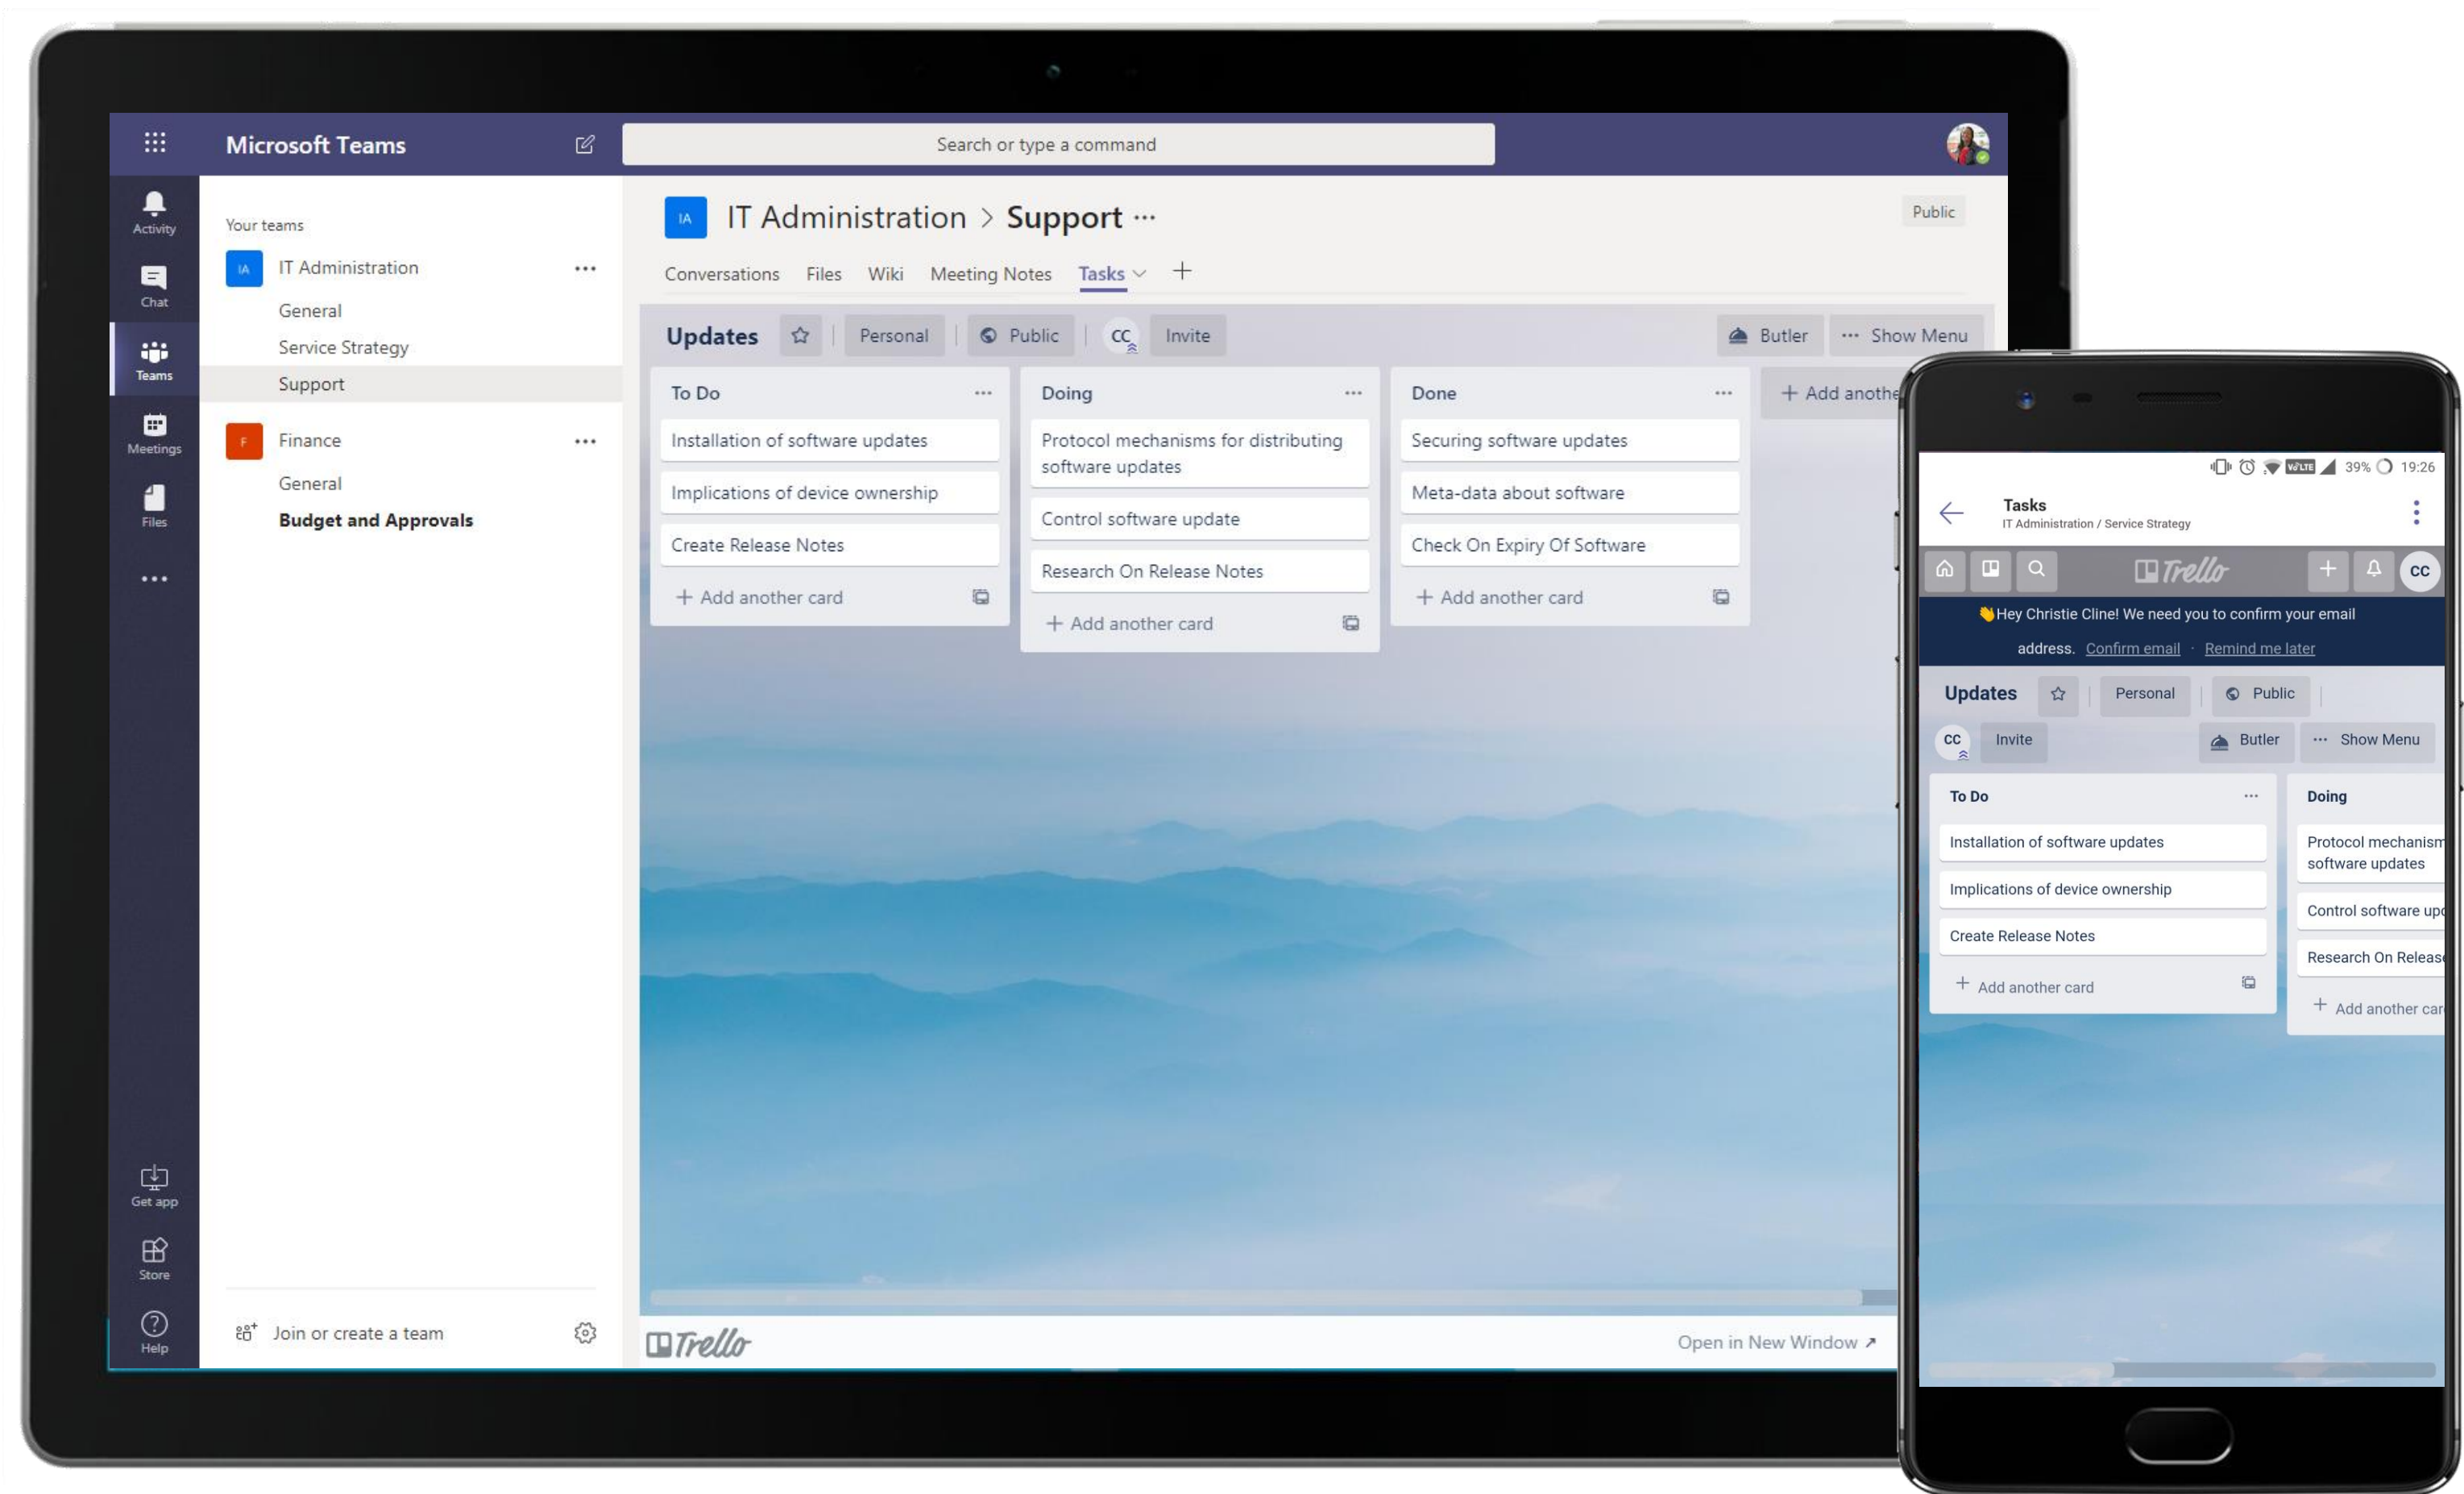 Microsoft Teams
Search or type a command
Activity
Chat
Teams
Meetings
Files
Get app
Store
Help
Your teams
IA
IT Administration
General
Service Strategy
Support
F
Finance
General
Budget and Approvals
Join or create a team
IA IT Administration > Support ...
Public
Conversations Files Wiki Meeting Notes Tasks +
Updates Personal Public CC Invite Butler ... Show Menu
To Do
Installation of software updates
Implications of device ownership
Create Release Notes
+ Add another card
Doing
Protocol mechanisms for distributing
software updates
Control software update
Research On Release Notes
+ Add another card
Done
Securing software updates
Meta-data about software
Check On Expiry Of Software
+ Add another card
+ Add anothe
Trello
Open in New Window
VoLTE 39% 19:26
Tasks
IT Administration / Service Strategy
Trello
CC
👋Hey Christie Cline! We need you to confirm your email
address. Confirm email · Remind me later
Updates Personal Public
CC Invite Butler ... Show Menu
To Do
Installation of software updates
Implications of device ownership
Create Release Notes
+ Add another card
Doing
Protocol mechanism
software updates
Control software upd
Research On Release
+ Add another car